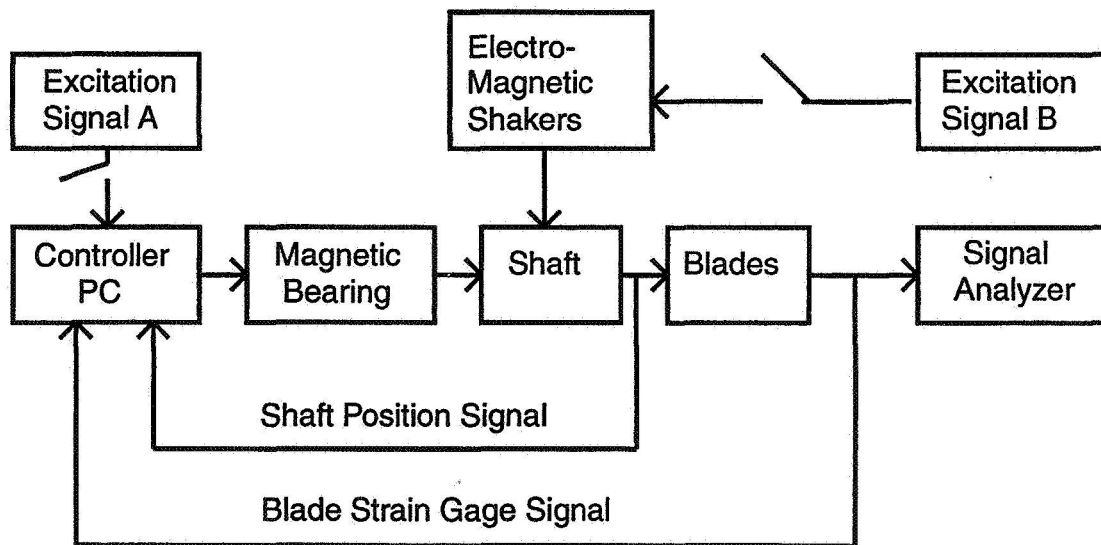 Excitation
Signal A
Electro-
Magnetic
Shakers
Excitation
Signal B
Controller
PC
Magnetic
Bearing
Shaft
Blades
Signal
Analyzer
Shaft Position Signal
Blade Strain Gage Signal